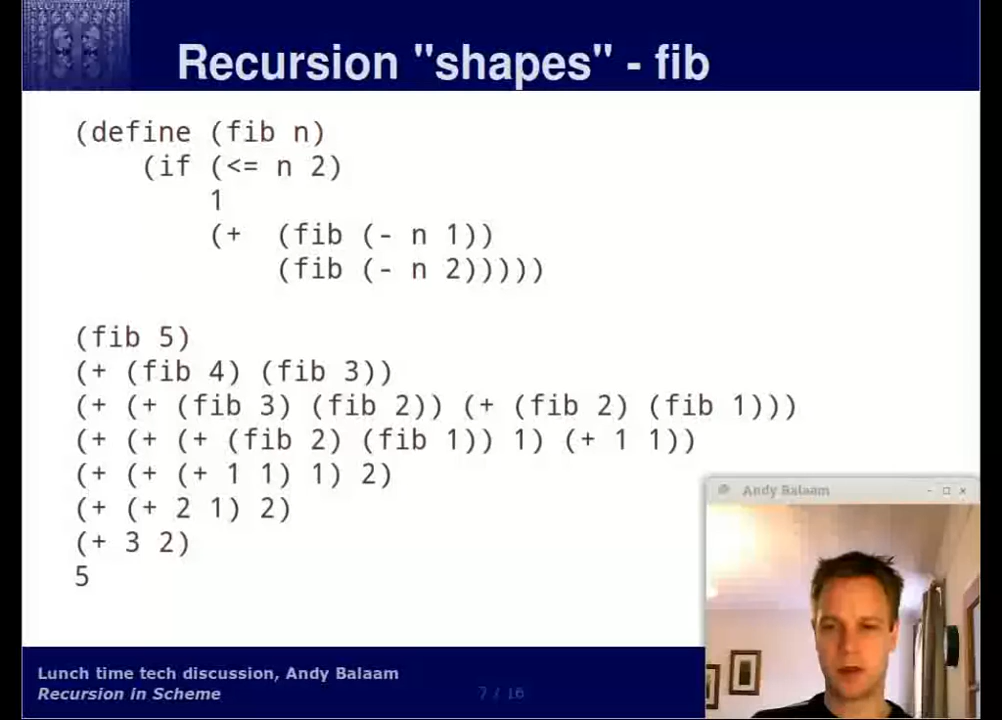 Recursion "shapes" - fib
(define (fib n)
(if (<= n 2)
1
(+ (fib (- n 1))
(fib (- n 2)))))
(fib 5)
(+ (fib 4) (fib 3))
(+ (+ (fib 3) (fib 2)) (+ (fib 2) (fib 1)))
(+ (+ (+ (fib 2) (fib 1)) 1) (+ 1 1))
(+ (+ (+ 1 1) 1) 2)
(+ (+ 2 1) 2)
(+ 3 2)
5
Andy Balaam
Lunch time tech discussion, Andy Balaam
Recursion in Scheme
7 / 16